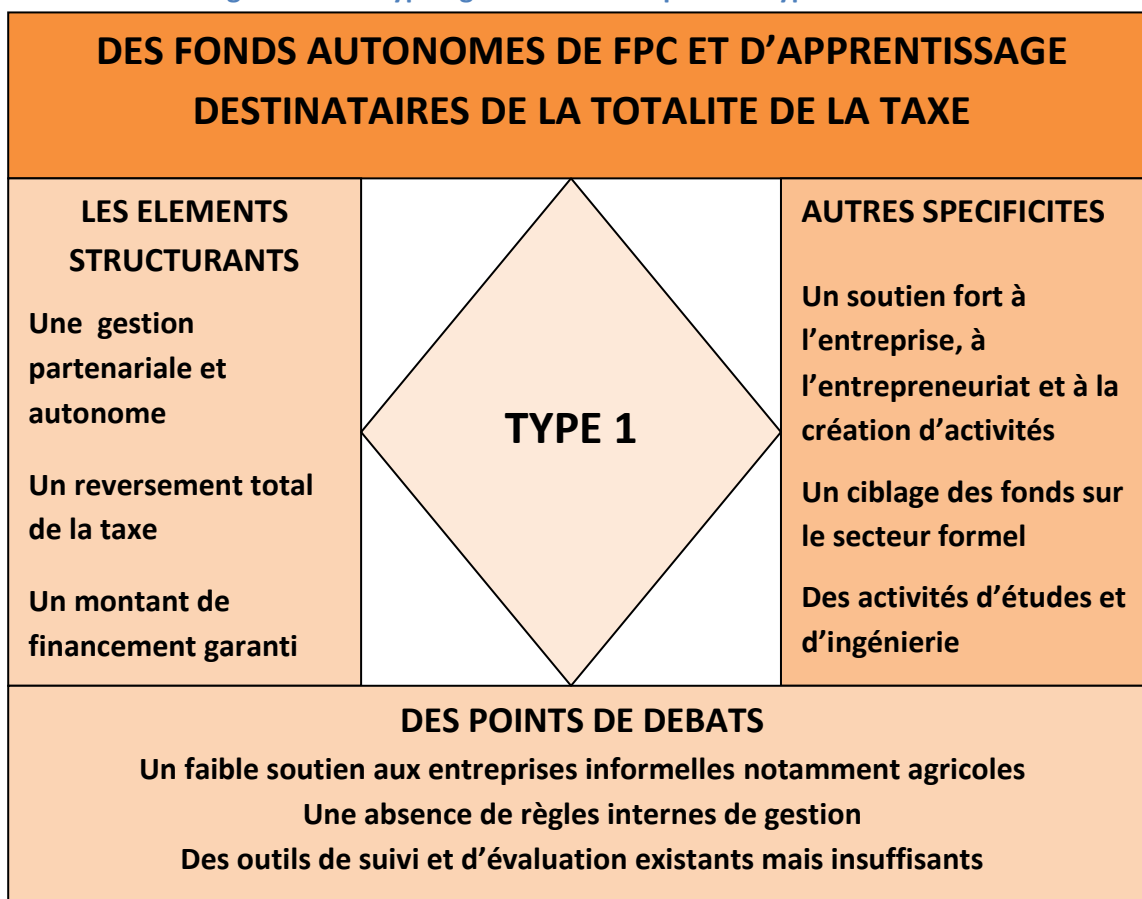 DES FONDS AUTONOMES DE FPC ET D’APPRENTISSAGE
DESTINATAIRES DE LA TOTALITE DE LA TAXE
LES ELEMENTS
STRUCTURANTS
Une gestion
partenariale et
autonome
Un reversement total
de la taxe
Un montant de
financement garanti
TYPE 1
AUTRES SPECIFICITES
Un soutien fort à
l’entreprise, à
l’entrepreneuriat et à la
création d’activités
Un ciblage des fonds sur
le secteur formel
Des activités d’études et
d’ingénierie
DES POINTS DE DEBATS
Un faible soutien aux entreprises informelles notamment agricoles
Une absence de règles internes de gestion
Des outils de suivi et d’évaluation existants mais insuffisants